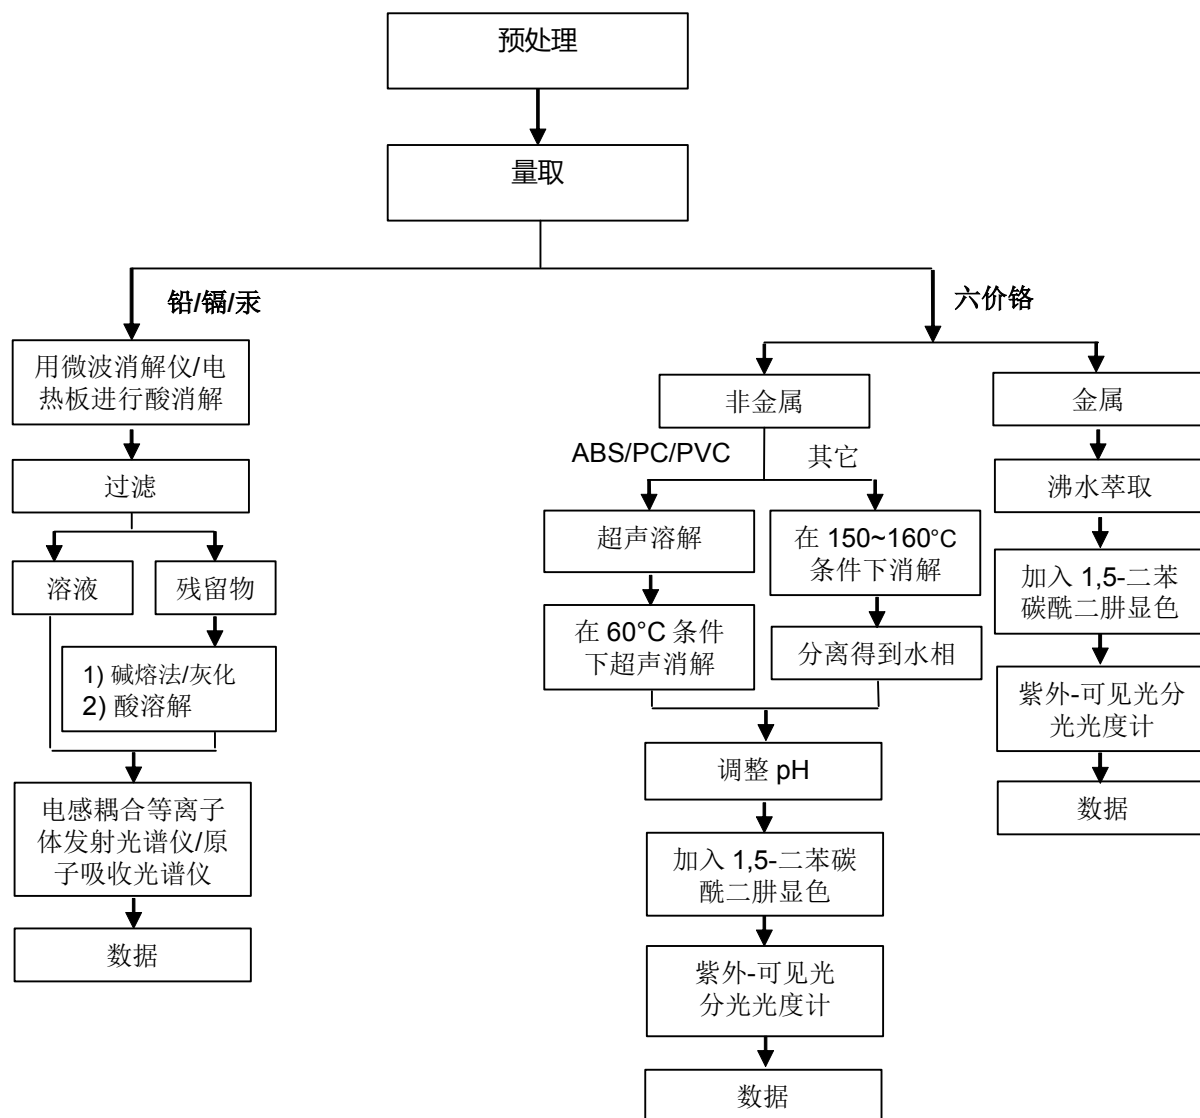 预处理
量取
铅/镉/汞
六价铬
用微波消解仪/电
热板进行酸消解
过滤
溶液
残留物
1) 碱熔法/灰化
2) 酸溶解
电感耦合等离子
体发射光谱仪/原
子吸收光谱仪
数据
非金属
ABS/PC/PVC
其它
超声溶解
在 60°C 条件
下超声消解
在 150~160°C
条件下消解
分离得到水相
调整 pH
加入 1,5-二苯碳
酰二肼显色
紫外-可见光
分光光度计
数据
金属
沸水萃取
加入 1,5-二苯
碳酰二肼显色
紫外-可见光分
光光度计
数据